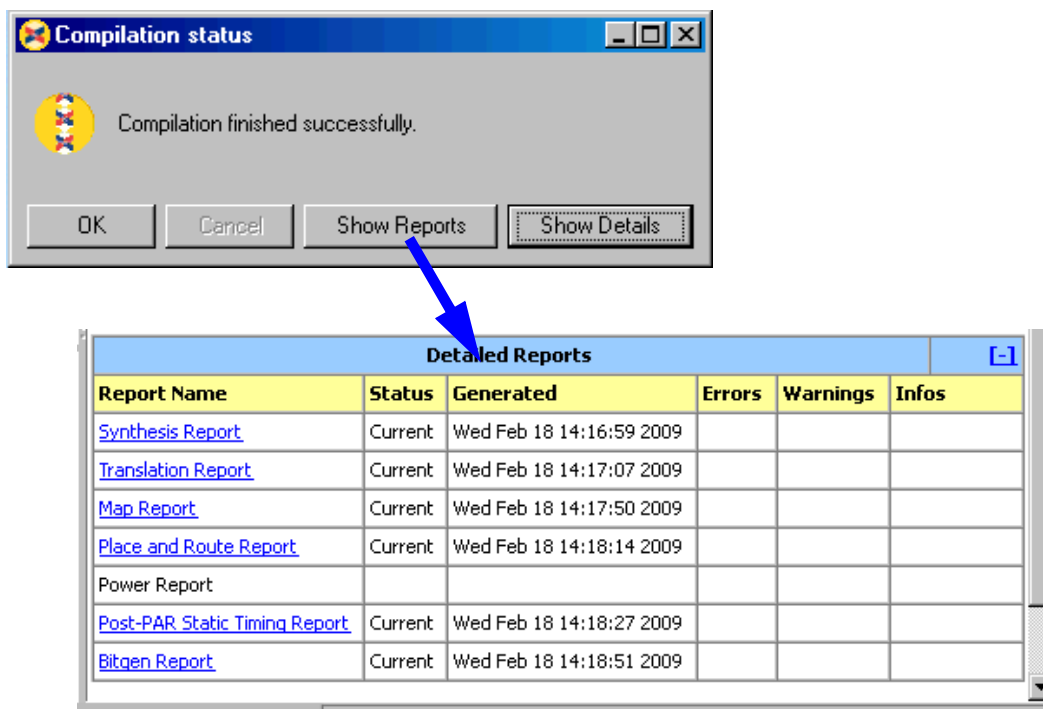 Compilation status
Compilation finished successfully.
OK Cancel Show Reports Show Details
Detailed Reports [-]
Report Name Status Generated Errors Warnings Infos
Synthesis Report Current Wed Feb 18 14:16:59 2009
Translation Report Current Wed Feb 18 14:17:07 2009
Map Report Current Wed Feb 18 14:17:50 2009
Place and Route Report Current Wed Feb 18 14:18:14 2009
Power Report
Post-PAR Static Timing Report Current Wed Feb 18 14:18:27 2009
Bitgen Report Current Wed Feb 18 14:18:51 2009